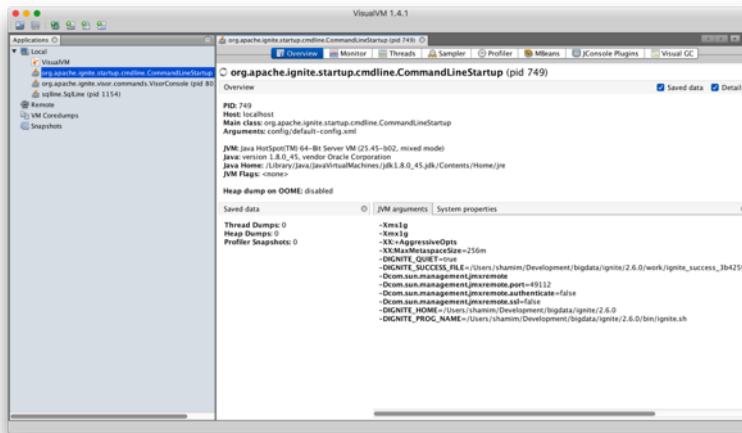 VisualVM 1.4.1
Applications
Local
VisualVM
org.apache.ignite.startup.cmdline.CommandLineStartup
org.apache.ignite.visor.commands.VisorConsole (pid 80
sqlline.SqlLine (pid 1154)
Remote
VM Coredumps
Snapshots
org.apache.ignite.startup.cmdline.CommandLineStartup (pid 749)
Overview Monitor Threads Sampler Profiler MBeans JConsole Plugins Visual GC
org.apache.ignite.startup.cmdline.CommandLineStartup (pid 749)
Overview Saved data Detail
PID: 749
Host: localhost
Main class: org.apache.ignite.startup.cmdline.CommandLineStartup
Arguments: config/default-config.xml
JVM: Java HotSpot(TM) 64-Bit Server VM (25.45-b02, mixed mode)
Java: version 1.8.0_45, vendor Oracle Corporation
Java Home: /Library/Java/JavaVirtualMachines/jdk1.8.0_45.jdk/Contents/Home/jre
JVM Flags: <none>
Heap dump on OOME: disabled
Saved data
Thread Dumps: 0
Heap Dumps: 0
Profiler Snapshots: 0
JVM arguments System properties
-Xms1g
-Xmx1g
-XX:+AggressiveOpts
-XX:MaxMetaspaceSize=256m
-DIGNITE_QUIET=true
-DIGNITE_SUCCESS_FILE=/Users/shamim/Development/bigdata/ignite/2.6.0/work/ignite_success_3b425
-Dcom.sun.management.jmxremote
-Dcom.sun.management.jmxremote.port=49112
-Dcom.sun.management.jmxremote.authenticate=false
-Dcom.sun.management.jmxremote.ssl=false
-DIGNITE_HOME=/Users/shamim/Development/bigdata/ignite/2.6.0
-DIGNITE_PROG_NAME=/Users/shamim/Development/bigdata/ignite/2.6.0/bin/ignite.sh